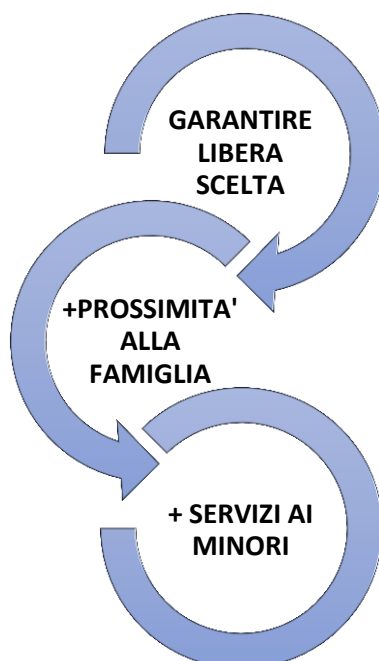 GARANTIRE
LIBERA
SCELTA
+PROSSIMITA'
ALLA
FAMIGLIA
+ SERVIZI AI
MINORI